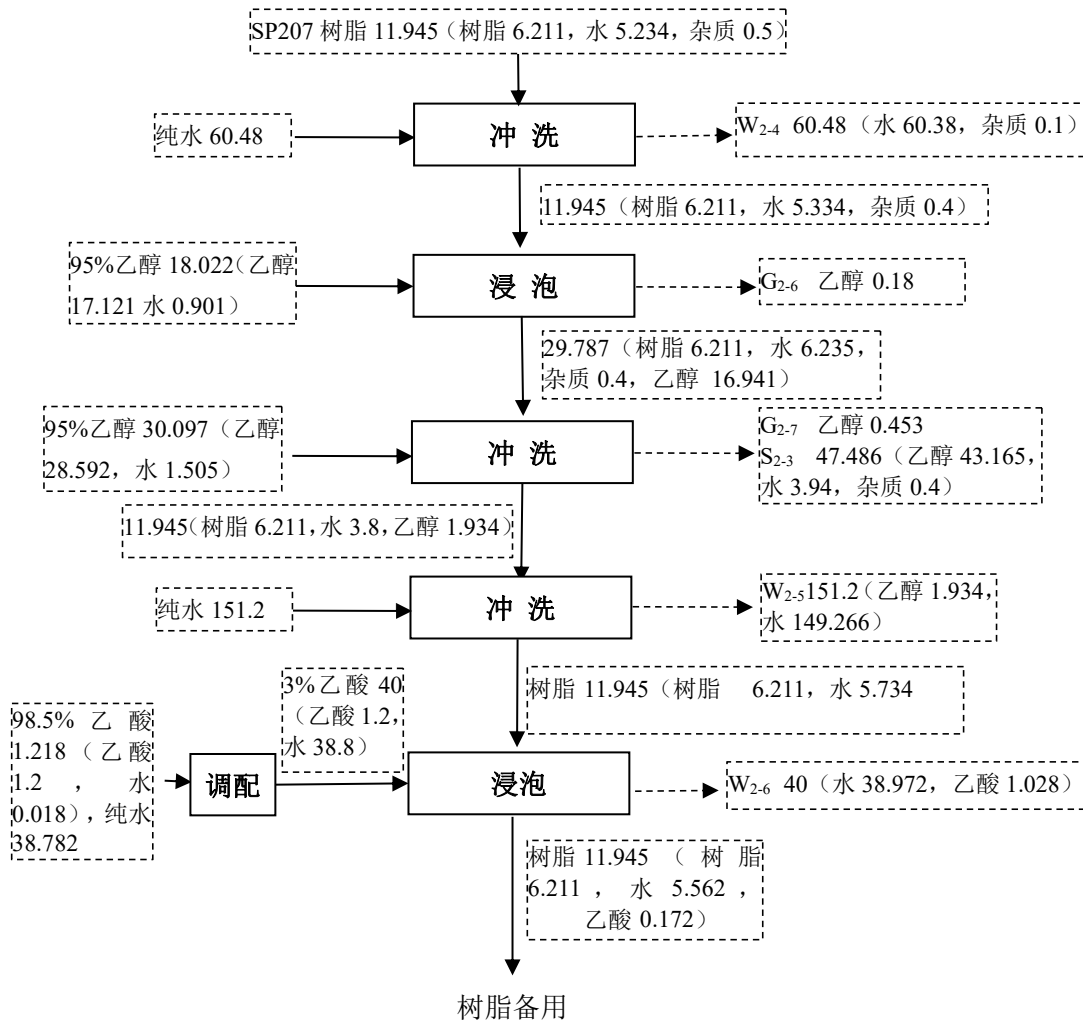 SP207 树脂 11.945（树脂 6.211，水 5.234，杂质 0.5）
纯水 60.48
冲 洗
W2-4 60.48（水 60.38，杂质 0.1）
11.945（树脂 6.211，水 5.334，杂质 0.4）
95%乙醇 18.022（乙醇
17.121 水 0.901）
浸 泡
G2-6 乙醇 0.18
29.787（树脂 6.211，水 6.235，
杂质 0.4，乙醇 16.941）
95%乙醇 30.097（乙醇
28.592，水 1.505）
冲 洗
G2-7 乙醇 0.453
S2-3 47.486（乙醇 43.165，
水 3.94，杂质 0.4）
11.945（树脂 6.211，水 3.8，乙醇 1.934）
纯水 151.2
冲 洗
W2-5151.2（乙醇 1.934，
水 149.266）
树脂 11.945（树脂 6.211，水 5.734
98.5% 乙 酸
1.218（乙酸
1.2 ， 水
0.018），纯水
38.782
调配
3%乙酸 40
（乙酸 1.2，
水 38.8）
浸泡
W2-6 40（水 38.972，乙酸 1.028）
树脂 11.945 （ 树 脂
6.211 ， 水 5.562 ，
乙酸 0.172）
树脂备用